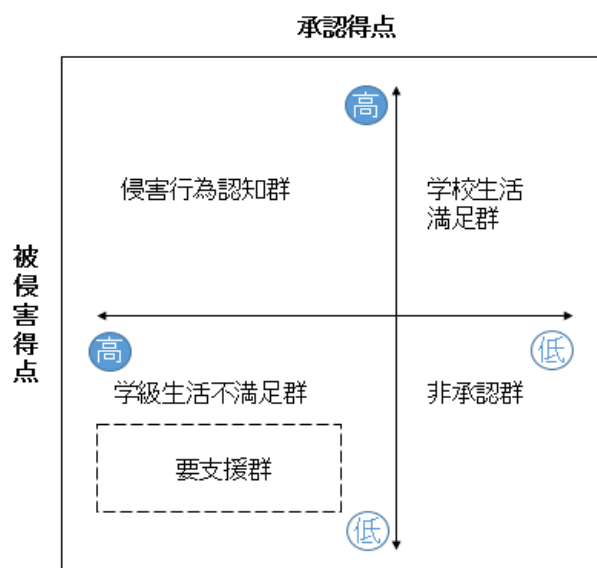 承認得点
高
侵害行為認知群
学校生活
満足群
被侵害得点
高
低
学級生活不満足群
非承認群
要支援群
低